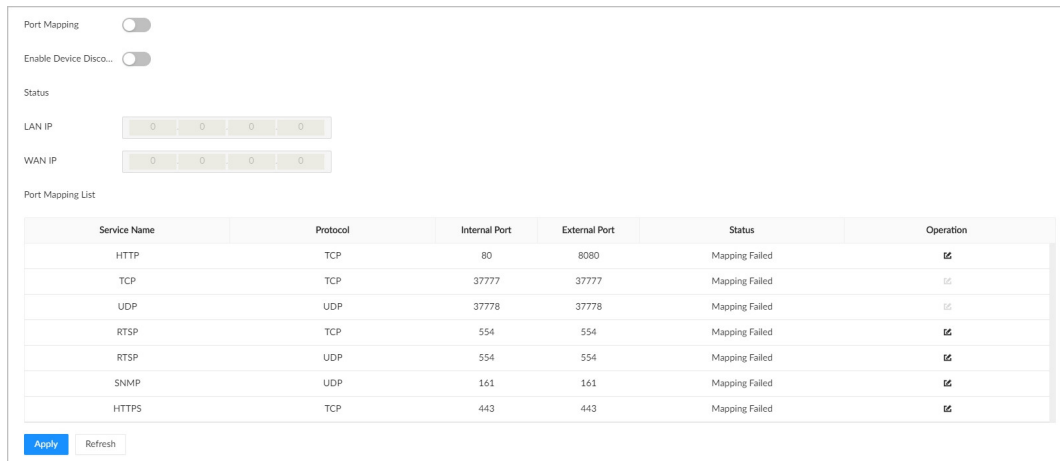 Port Mapping
Enable Device Disco...
Status
LAN IP 0 . 0 . 0 . 0
WAN IP 0 . 0 . 0 . 0
Port Mapping List
Service Name Protocol Internal Port External Port Status Operation
HTTP TCP 80 8080 Mapping Failed
TCP TCP 37777 37777 Mapping Failed
UDP UDP 37778 37778 Mapping Failed
RTSP TCP 554 554 Mapping Failed
RTSP UDP 554 554 Mapping Failed
SNMP UDP 161 161 Mapping Failed
HTTPS TCP 443 443 Mapping Failed
Apply Refresh